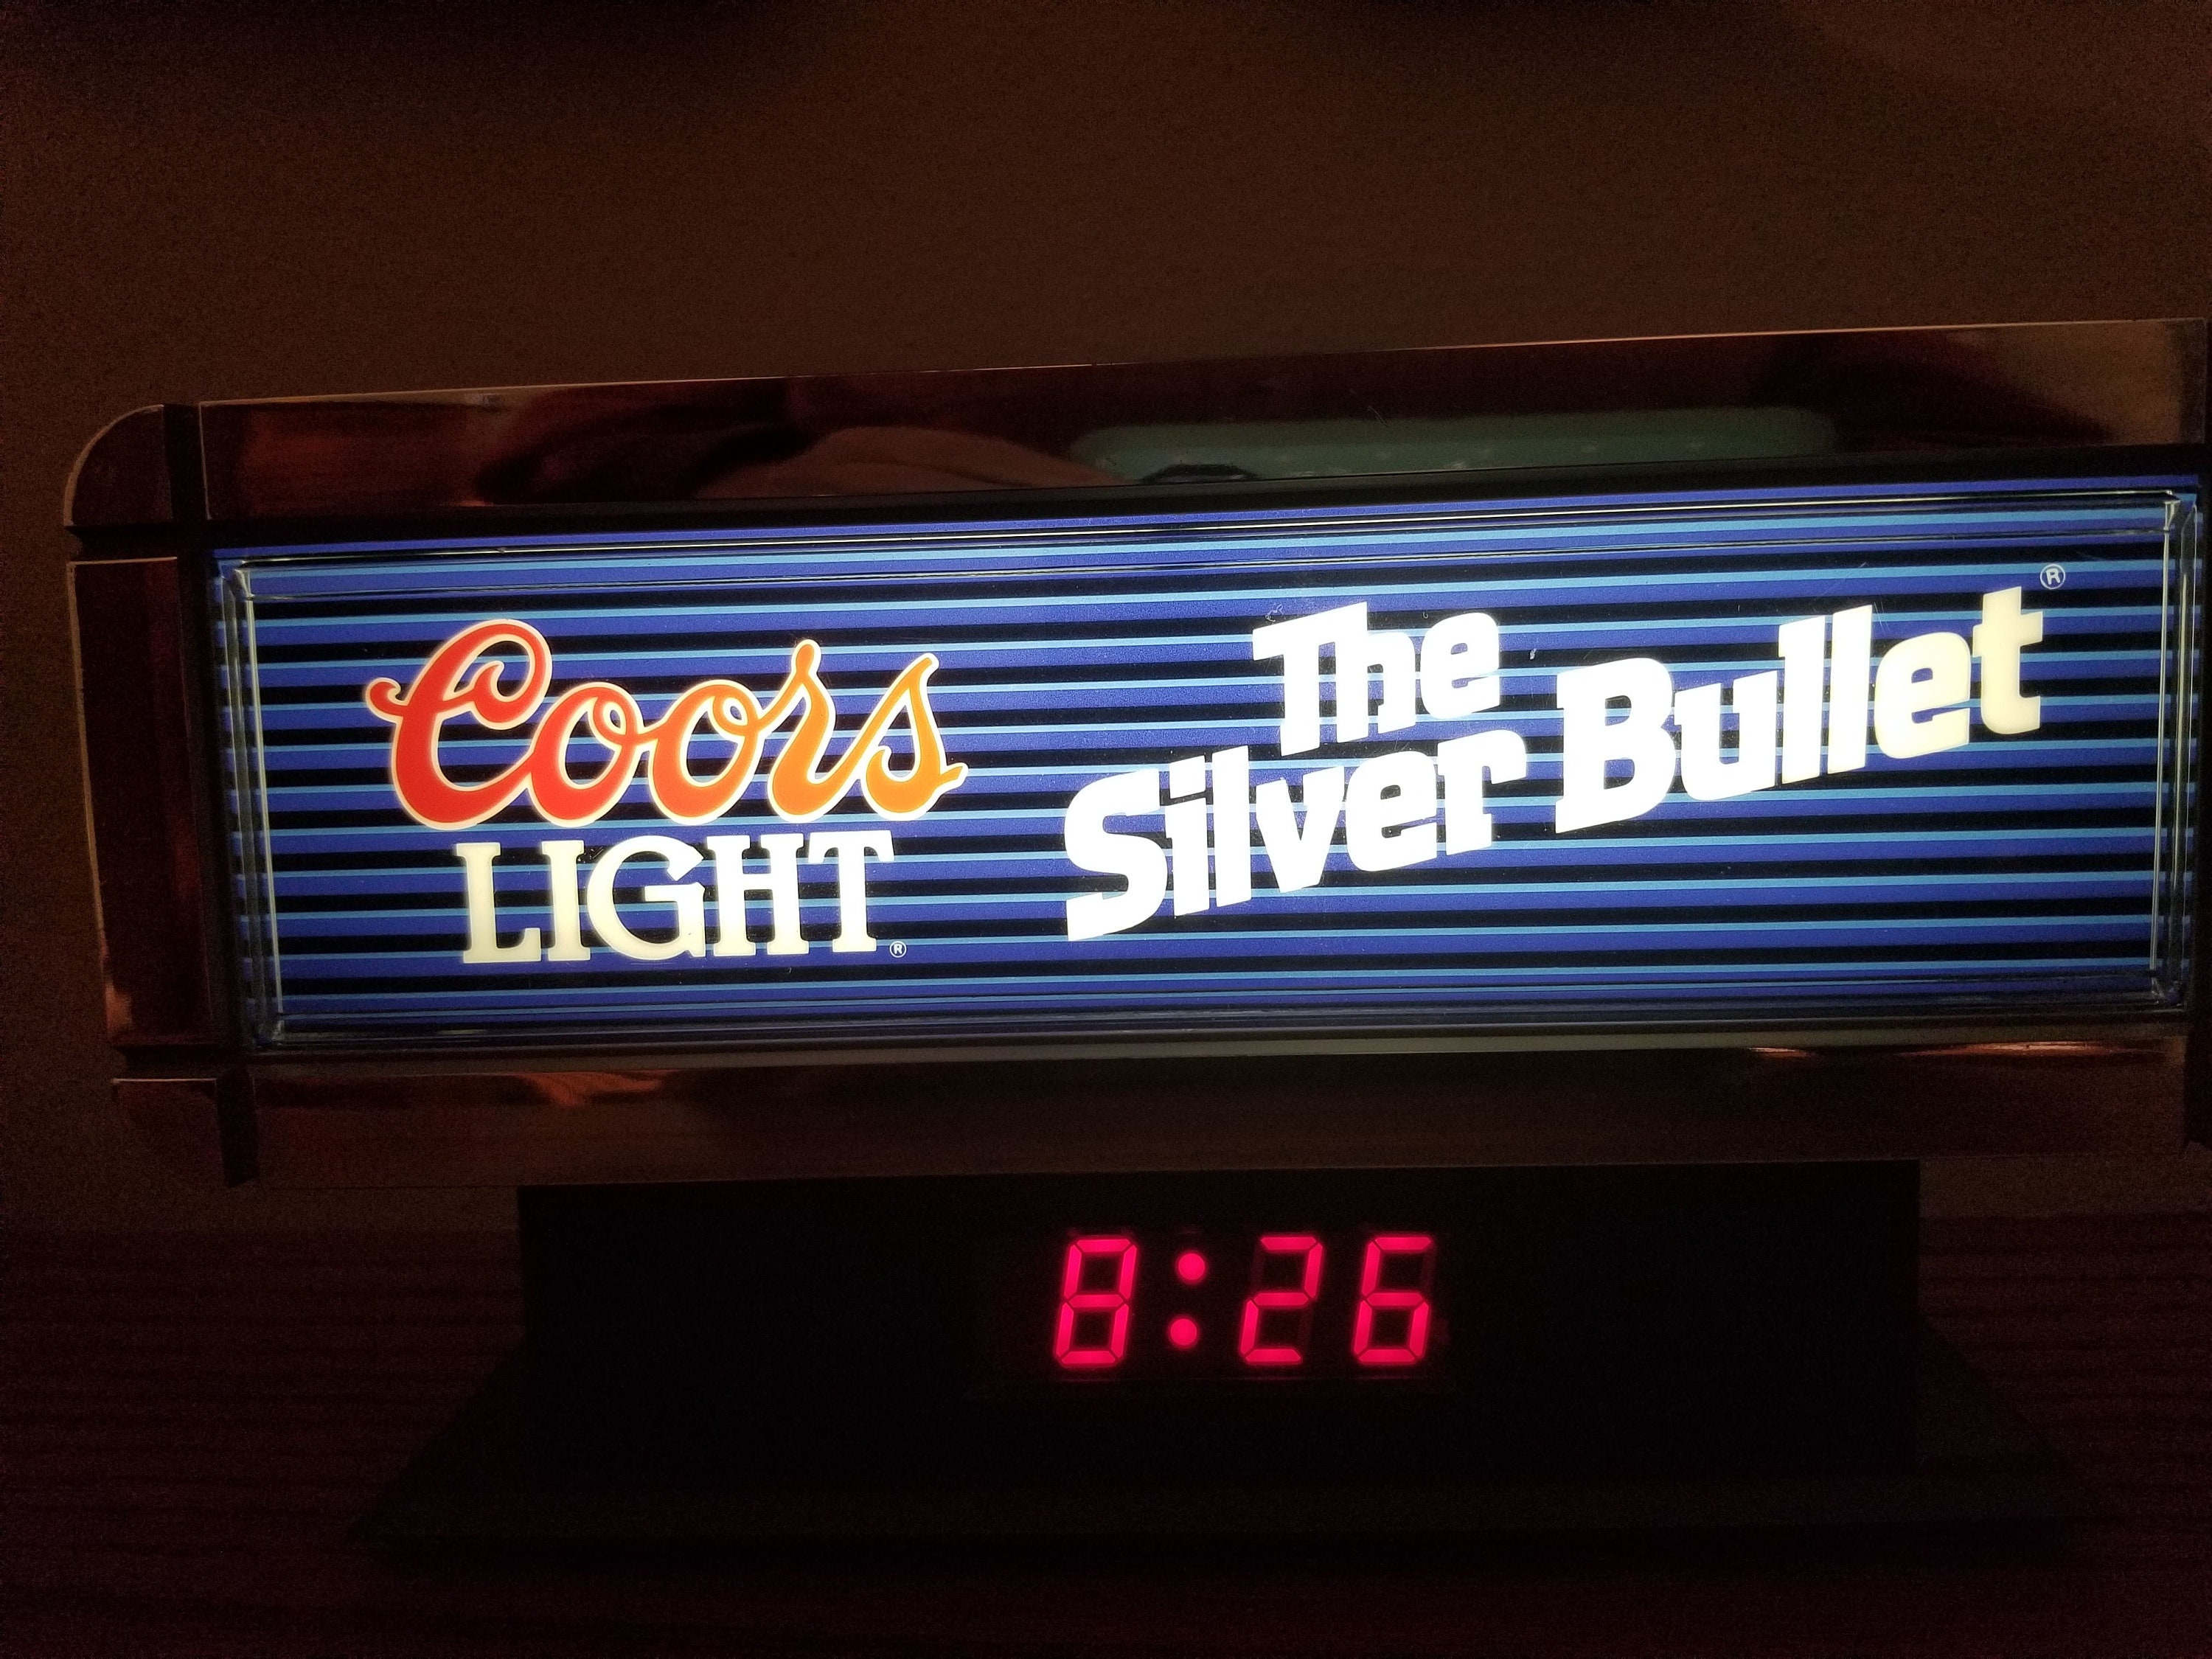 Coors
LIGHT®
The
Silver Bullet®
8:26